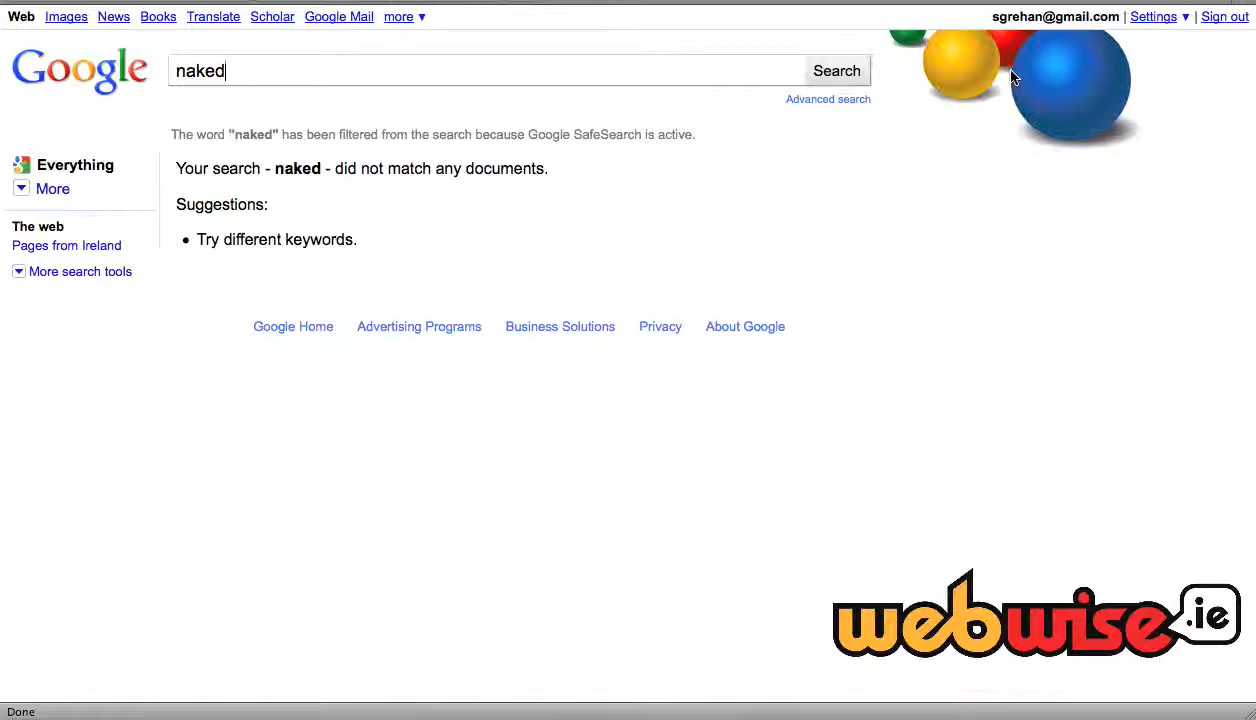 Web Images News Books Translate Scholar Google Mail more ▼ sgrehan@gmail.com | Settings ▼ | Sign out
Google naked Search
Advanced search
The word "naked" has been filtered from the search because Google SafeSearch is active.
Everything
Your search - naked - did not match any documents.
More
Suggestions:
The web
Pages from Ireland
• Try different keywords.
More search tools
Google Home Advertising Programs Business Solutions Privacy About Google
webwise.ie
Done